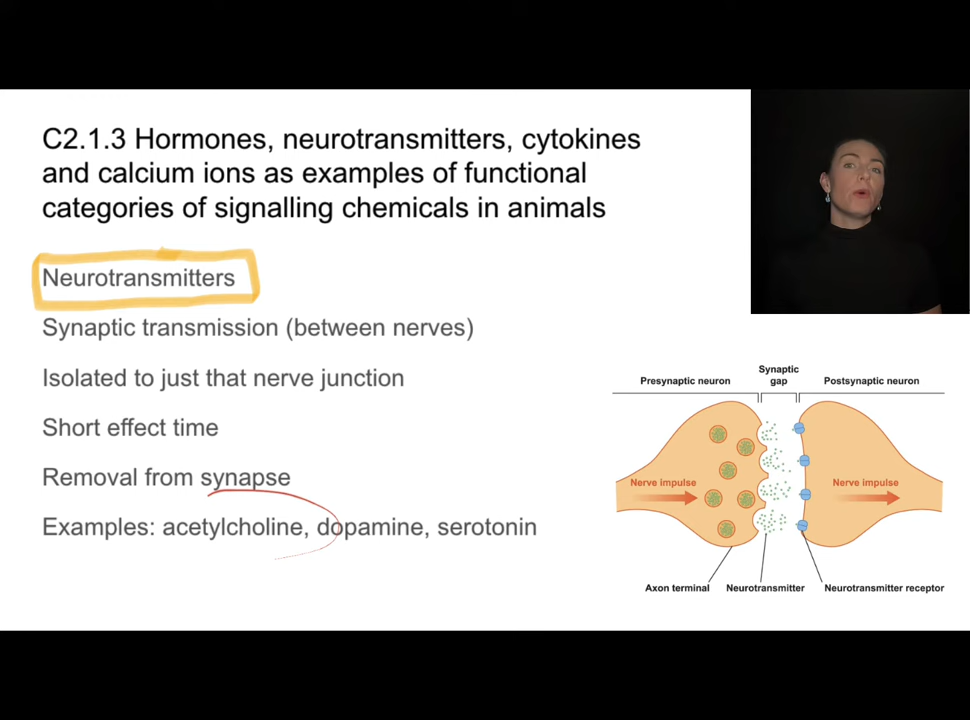 C2.1.3 Hormones, neurotransmitters, cytokines
and calcium ions as examples of functional
categories of signalling chemicals in animals
Neurotransmitters
Synaptic transmission (between nerves)
Isolated to just that nerve junction
Short effect time
Removal from synapse
Examples: acetylcholine, dopamine, serotonin
Presynaptic neuron
Synaptic
gap
Postsynaptic neuron
Nerve impulse
Nerve impulse
Axon terminal
Neurotransmitter
Neurotransmitter receptor